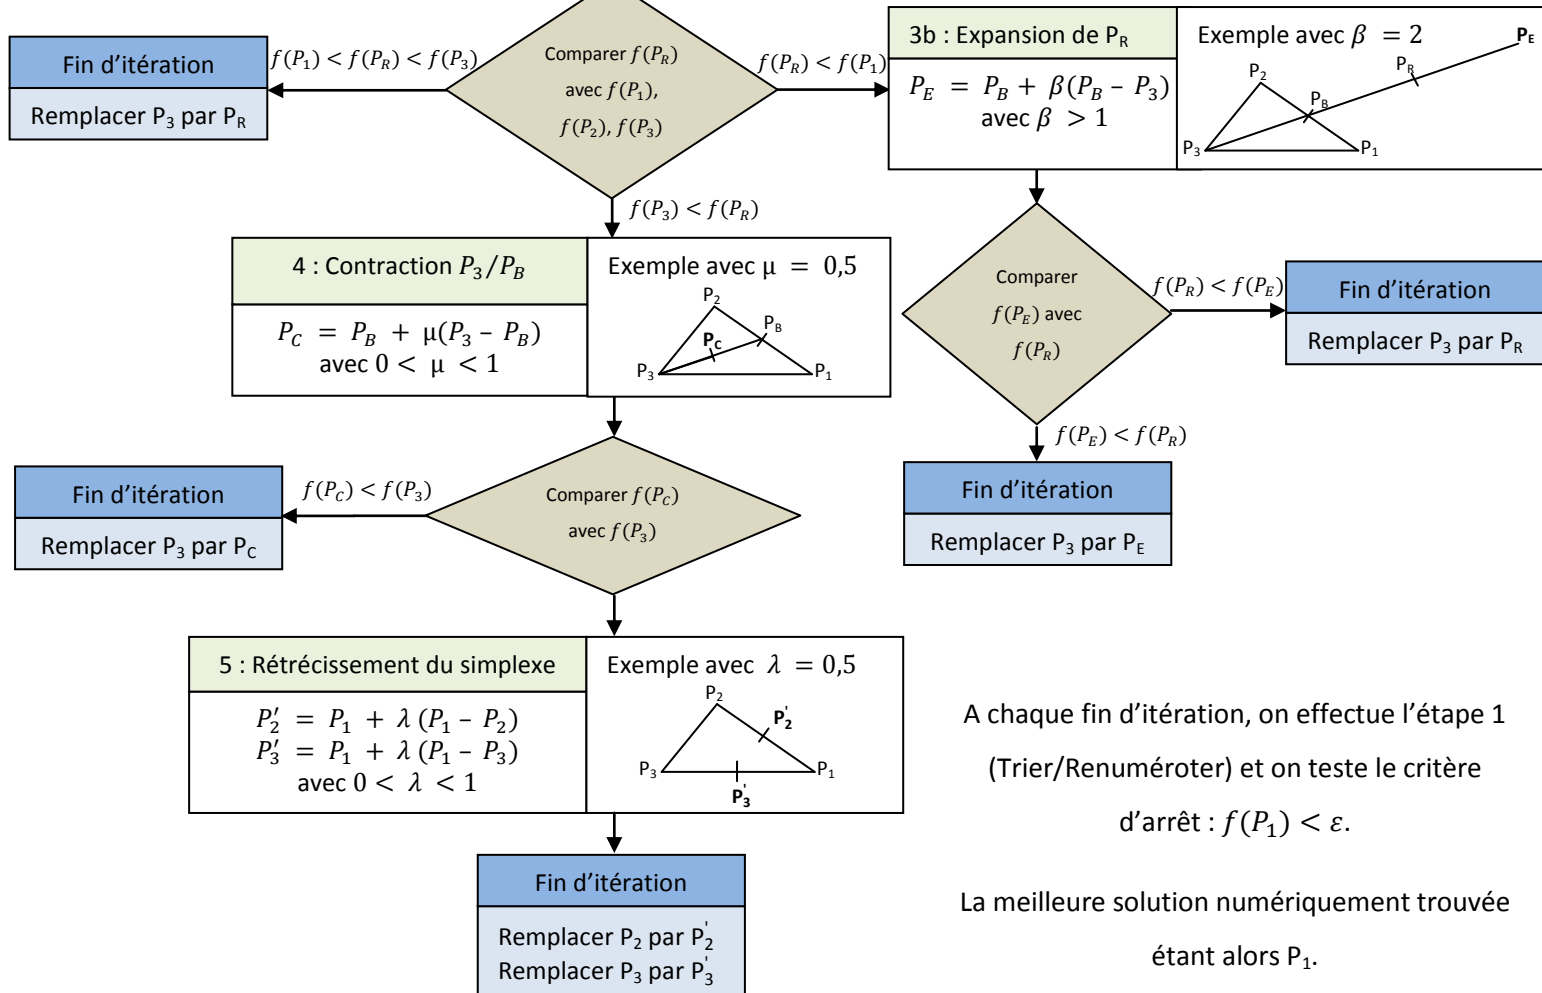 Fin d'itération
Remplacer P₃ par P_R
f(P₁) < f(P_R) < f(P₃)
Comparer f(P_R)
avec f(P₁),
f(P₂), f(P₃)
f(P_R) < f(P₁)
3b : Expansion de P_R
P_E = P_B + β(P_B – P₃)
avec β > 1
Exemple avec β = 2
P_E
P_R
P₂
P_B
P₃
P₁
f(P₃) < f(P_R)
4 : Contraction P₃/P_B
P_C = P_B + µ(P₃ – P_B)
avec 0 < µ < 1
Exemple avec µ = 0,5
P₂
P_B
P_C
P₃
P₁
Comparer
f(P_E) avec
f(P_R)
f(P_R) < f(P_E)
Fin d'itération
Remplacer P₃ par P_R
f(P_E) < f(P_R)
Fin d'itération
Remplacer P₃ par P_E
Fin d'itération
Remplacer P₃ par P_C
f(P_C) < f(P₃)
Comparer f(P_C)
avec f(P₃)
5 : Rétrécissement du simplexe
P₂′ = P₁ + λ (P₁ – P₂)
P₃′ = P₁ + λ (P₁ – P₃)
avec 0 < λ < 1
Exemple avec λ = 0,5
P₂
P₂'
P₃
P₁
P₃'
A chaque fin d'itération, on effectue l'étape 1
(Trier/Renuméroter) et on teste le critère
d'arrêt : f(P₁) < ε.
La meilleure solution numériquement trouvée
étant alors P₁.
Fin d'itération
Remplacer P₂ par P₂'
Remplacer P₃ par P₃'